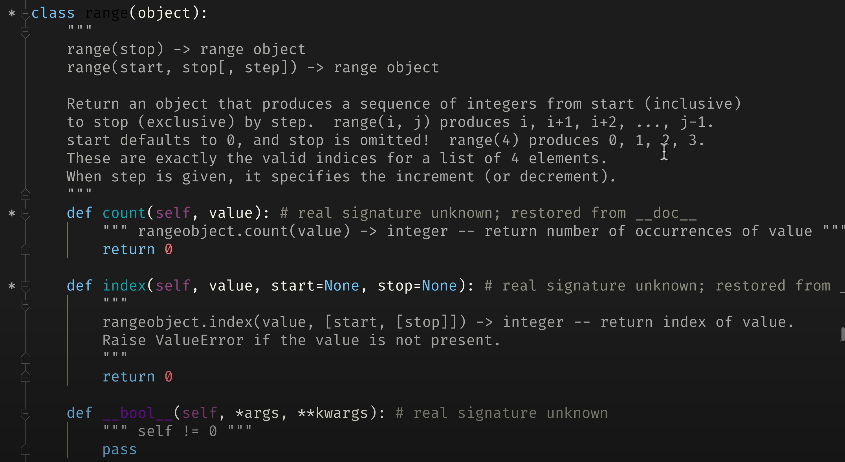 * class range(object):
"""
range(stop) -> range object
range(start, stop[, step]) -> range object
Return an object that produces a sequence of integers from start (inclusive)
to stop (exclusive) by step.  range(i, j) produces i, i+1, i+2, ..., j-1.
start defaults to 0, and stop is omitted!  range(4) produces 0, 1, 2, 3.
These are exactly the valid indices for a list of 4 elements.
When step is given, it specifies the increment (or decrement).
"""
* def count(self, value): # real signature unknown; restored from __doc__
""" rangeobject.count(value) -> integer -- return number of occurrences of value """
return 0
* def index(self, value, start=None, stop=None): # real signature unknown; restored from _
"""
rangeobject.index(value, [start, [stop]]) -> integer -- return index of value.
Raise ValueError if the value is not present.
"""
return 0
def __bool__(self, *args, **kwargs): # real signature unknown
""" self != 0 """
pass